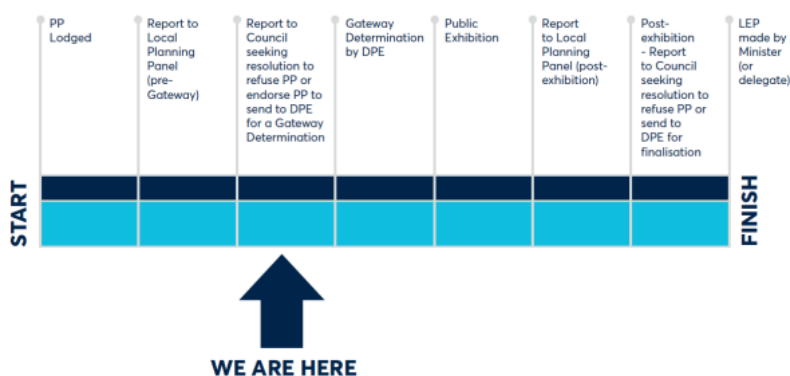 PP
Lodged
Report to
Local
Planning
Panel
(pre-
Gateway)
Report to
Council
seeking
resolution to
refuse PP or
endorse PP to
send to DPE
for a Gateway
Determination
Gateway
Determination
by DPE
Public
Exhibition
Report
to Local
Planning
Panel (post-
exhibition)
Post-
exhibition
- Report
to Council
seeking
resolution to
refuse PP or
send to
DPE for
finalisation
LEP
made by
Minister
(or
delegate)
START
FINISH
WE ARE HERE